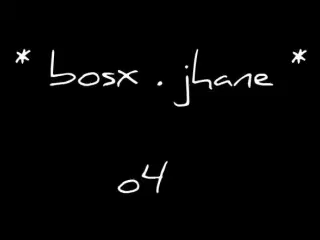 * bosx . jhane *
o4